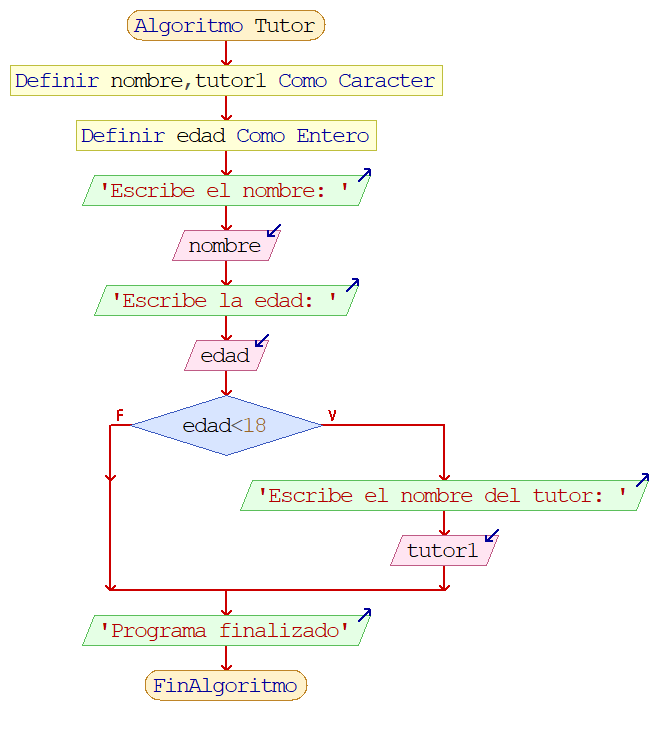 Algoritmo Tutor
Definir nombre,tutor1 Como Caracter
Definir edad Como Entero
'Escribe el nombre: '
nombre
'Escribe la edad: '
edad
F
edad<18
V
'Escribe el nombre del tutor: '
tutor1
'Programa finalizado'
FinAlgoritmo